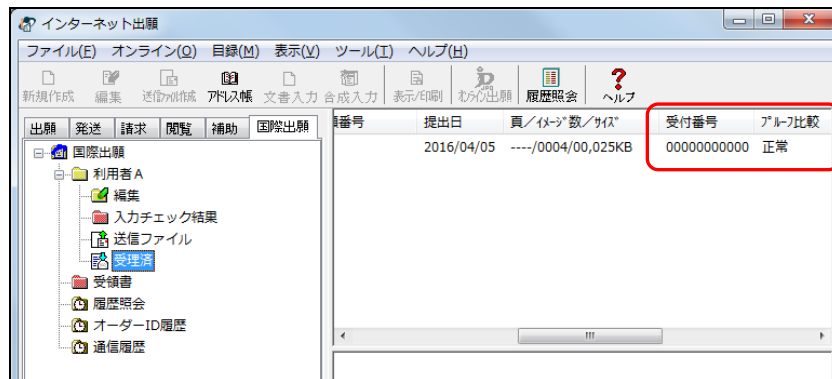 インターネット出願
ファイル(F) オンライン(O) 目録(M) 表示(V) ツール(T) ヘルプ(H)
新規作成 編集 送信ファイル作成 アドレス帳 文書入力 合成入力 表示/印刷 かんたん出願 履歴照会 ヘルプ
出願 発送 請求 閲覧 補助 国際出願
番号 提出日 頁/イメージ数/サイズ 受付番号 プルーフ比較
2016/04/05 ----/0004/00,025KB 00000000000 正常
国際出願
利用者A
編集
入力チェック結果
送信ファイル
受理済
受領書
履歴照会
オーダーID履歴
通信履歴